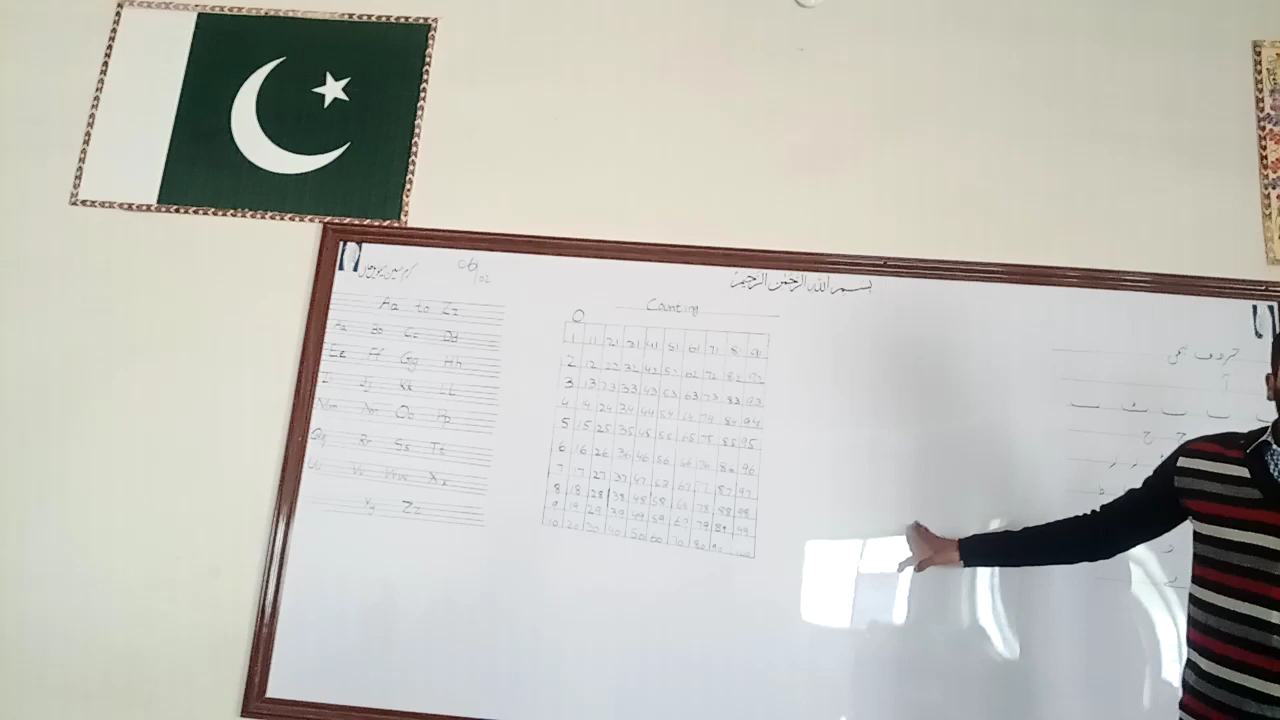 06/02
بسم الله الرحمن الرحيم
Aa to Zz
Aa Bb Cc Dd
Ee Ff Gg Hh
Ii Jj Kk Ll
Mm Nn Oo Pp
Qq Rr Ss Tt
Uu Vv Ww Xx
Yy Zz
Counting
0
1 11 21 31 41 51 61 71 8 91
2 12 22 32 42 52 62 72 82 92
3 13 23 33 43 53 63 73 83 93
4 14 24 34 44 54 64 74 84 94
5 15 25 35 45 55 65 75 85 95
6 16 26 36 46 56 66 76 86 96
7 17 27 37 47 57 67 77 87 97
8 18 28 38 48 58 68 78 88 98
9 19 29 39 49 59 69 79 89 99
10 20 30 40 50 60 70 80 90
حروف تہجی
آ
ج ح